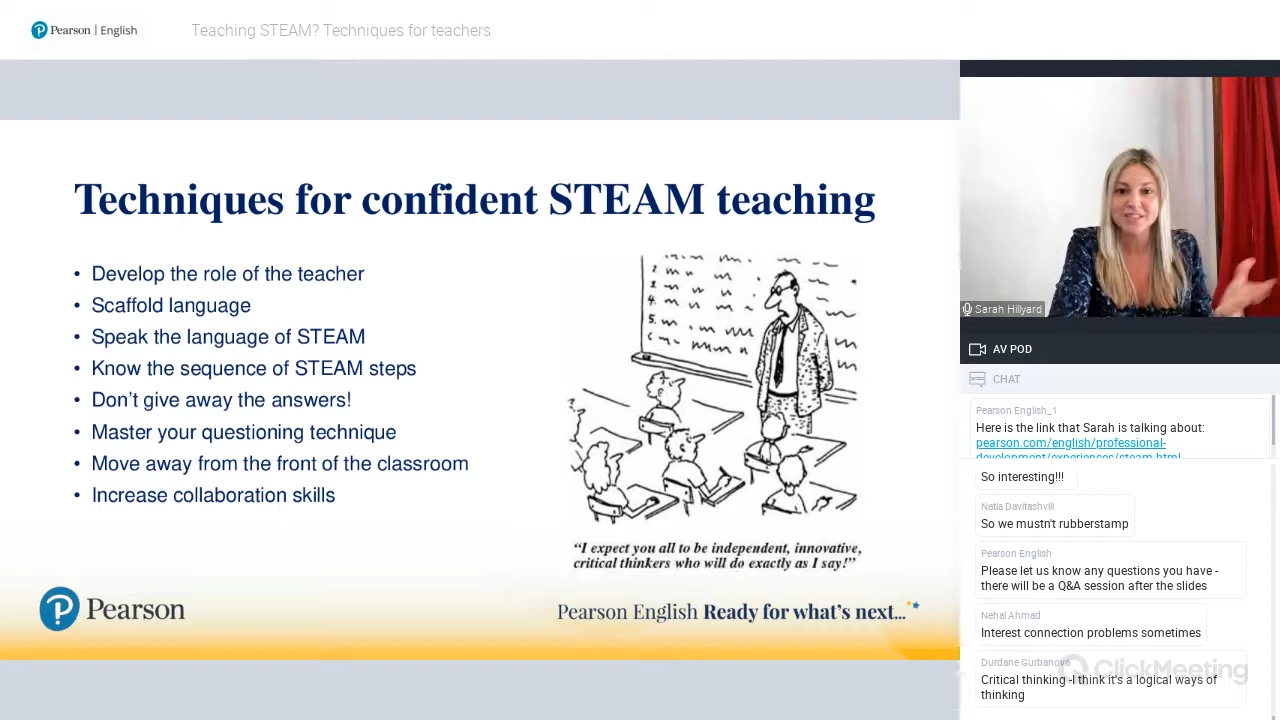 Pearson | English
Teaching STEAM? Techniques for teachers
Techniques for confident STEAM teaching
• Develop the role of the teacher
• Scaffold language
• Speak the language of STEAM
• Know the sequence of STEAM steps
• Don't give away the answers!
• Master your questioning technique
• Move away from the front of the classroom
• Increase collaboration skills
“I expect you all to be independent, innovative,
critical thinkers who will do exactly as I say!”
Pearson
Pearson English Ready for what's next...
Sarah Hillyard
AV POD
CHAT
Pearson English_1
Here is the link that Sarah is talking about:
pearson.com/english/professional-
development/experiences/steam.html
So interesting!!!
Natia Davitashvili
So we mustn't rubberstamp
Pearson English
Please let us know any questions you have -
there will be a Q&A session after the slides
Nehal Ahmad
Interest connection problems sometimes
Durdane Gurbanova
Critical thinking -I think it's a logical ways of
thinking
ClickMeeting